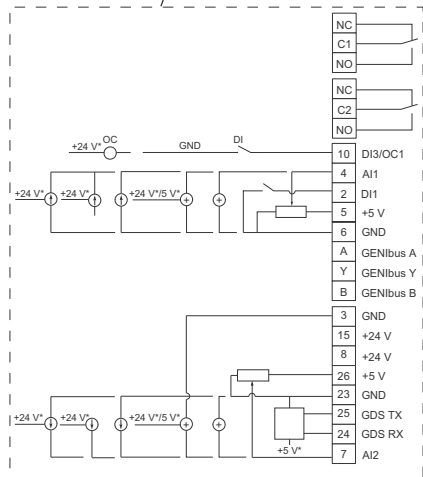 NC
C1
NO
NC
C2
NO
+24 V* OC GND DI 10 DI3/OC1
4 AI1
+24 V* +24 V* +24 V*/5 V* 2 DI1
5 +5 V
6 GND
A GENIbus A
Y GENIbus Y
B GENIbus B
3 GND
15 +24 V
8 +24 V
26 +5 V
23 GND
+24 V* +24 V* +24 V*/5 V* 25 GDS TX
24 GDS RX
+5 V* 7 AI2